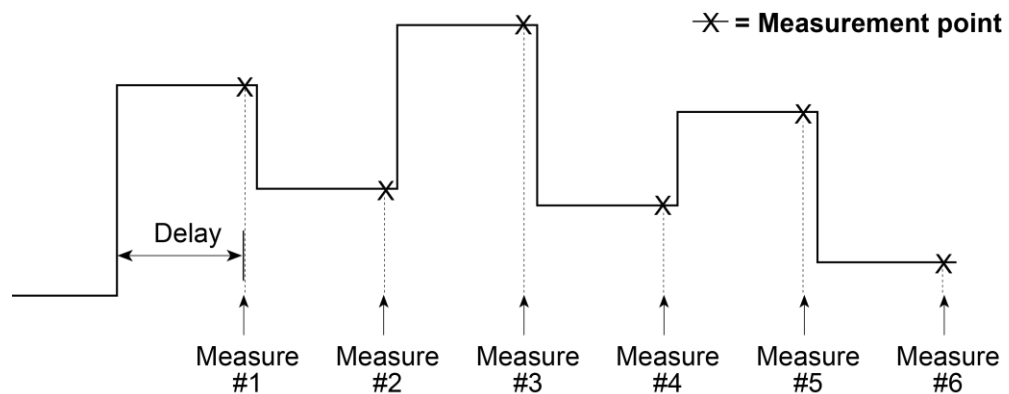 X = Measurement point
Delay
Measure Measure Measure Measure Measure Measure
#1 #2 #3 #4 #5 #6